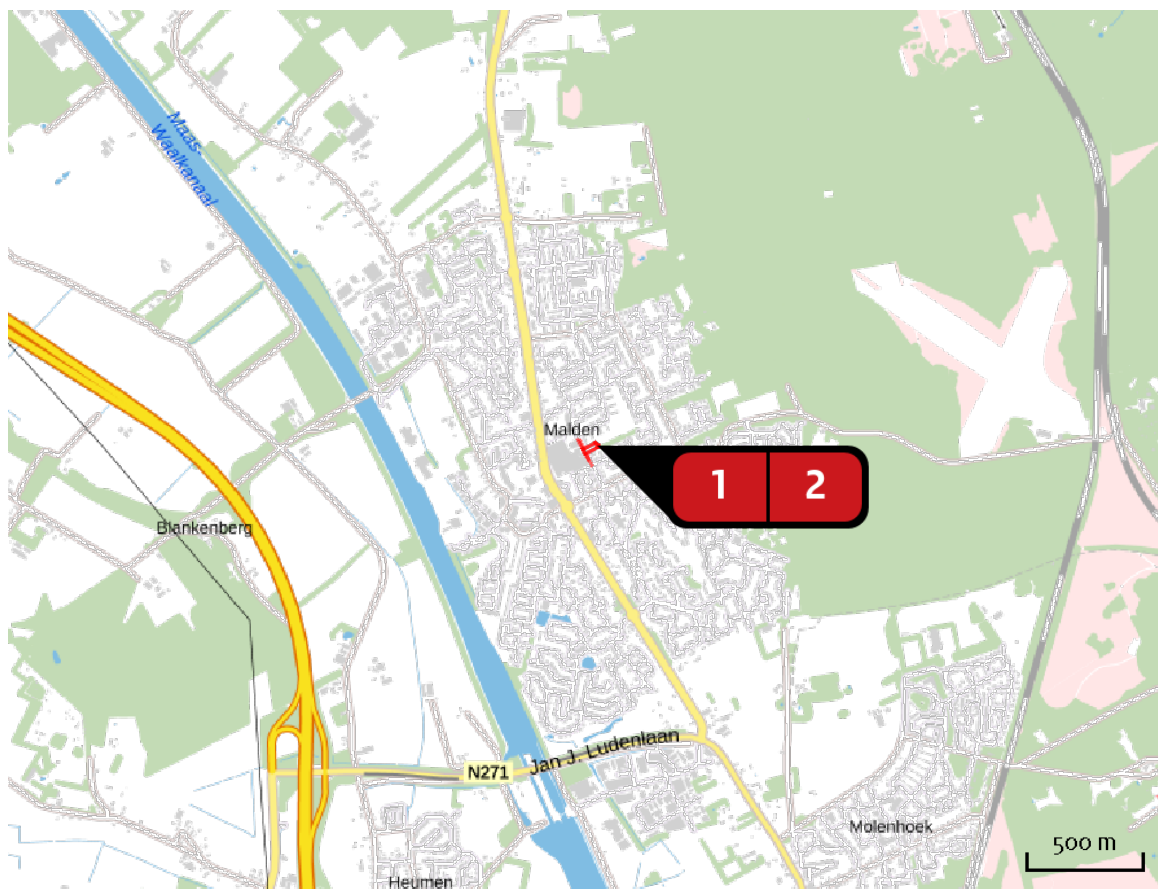 Maas-
Waalkanaal
Malden
1 2
Blankenberg
Jan J. Ludenlaan
N271
Molenhoek
500 m
Heumen